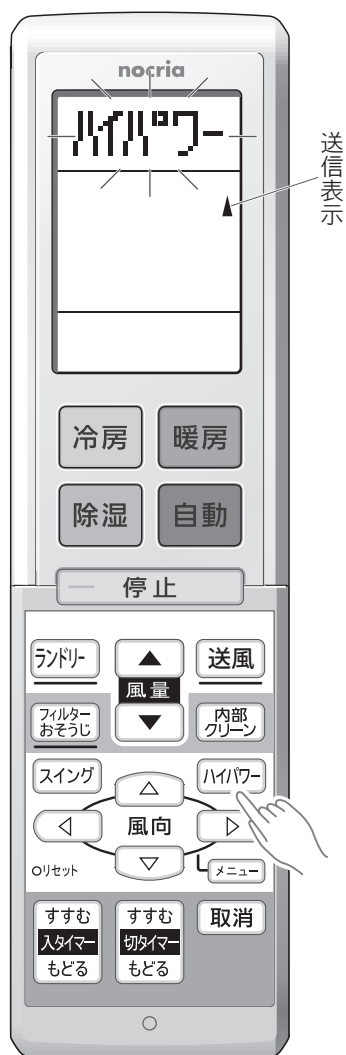 nocria
ハイパワー
送信表示
冷房 暖房
除湿 自動
停止
ランドリー ▲ 送風
風量
フィルター
おそうじ ▼ 内部
クリーン
スイング △ ハイパワー
◁ 風向 ▷
リセット ▽ メニュー
すすむ すすむ 取消
入タイマー 切タイマー
もどる もどる